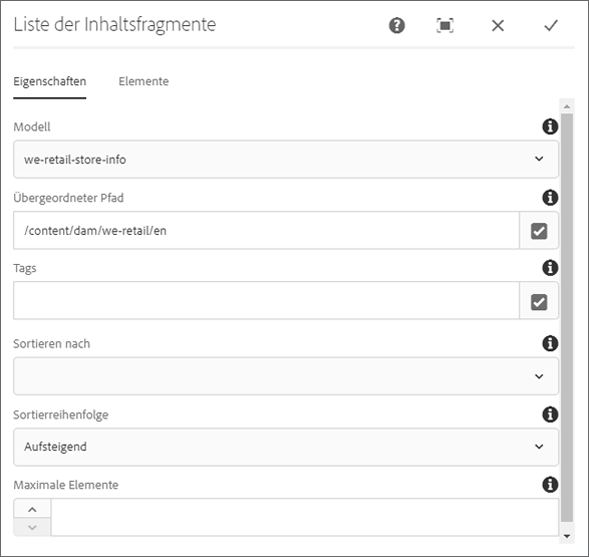 Liste der Inhaltsfragmente
Eigenschaften Elemente
Modell
we-retail-store-info
Übergeordneter Pfad
/content/dam/we-retail/en
Tags
Sortieren nach
Sortierreihenfolge
Aufsteigend
Maximale Elemente